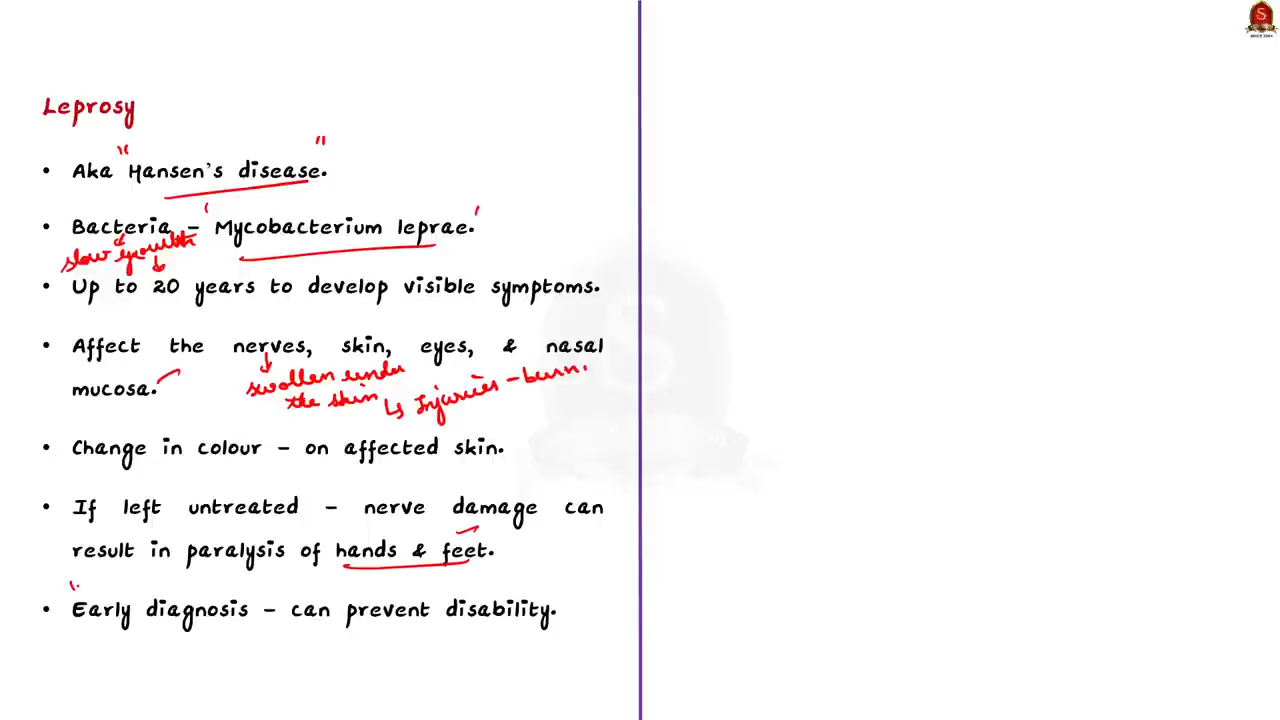 Leprosy
• Aka "Hansen's disease".
• Bacteria – 'Mycobacterium leprae.'
slow growth
• Up to 20 years to develop visible symptoms.
• Affect the nerves, skin, eyes, & nasal
mucosa.
swollen under
the skin
↳ Injuries – burn.
• Change in colour – on affected skin.
• If left untreated – nerve damage can
result in paralysis of hands & feet.
• Early diagnosis – can prevent disability.
S
SINCE 2004